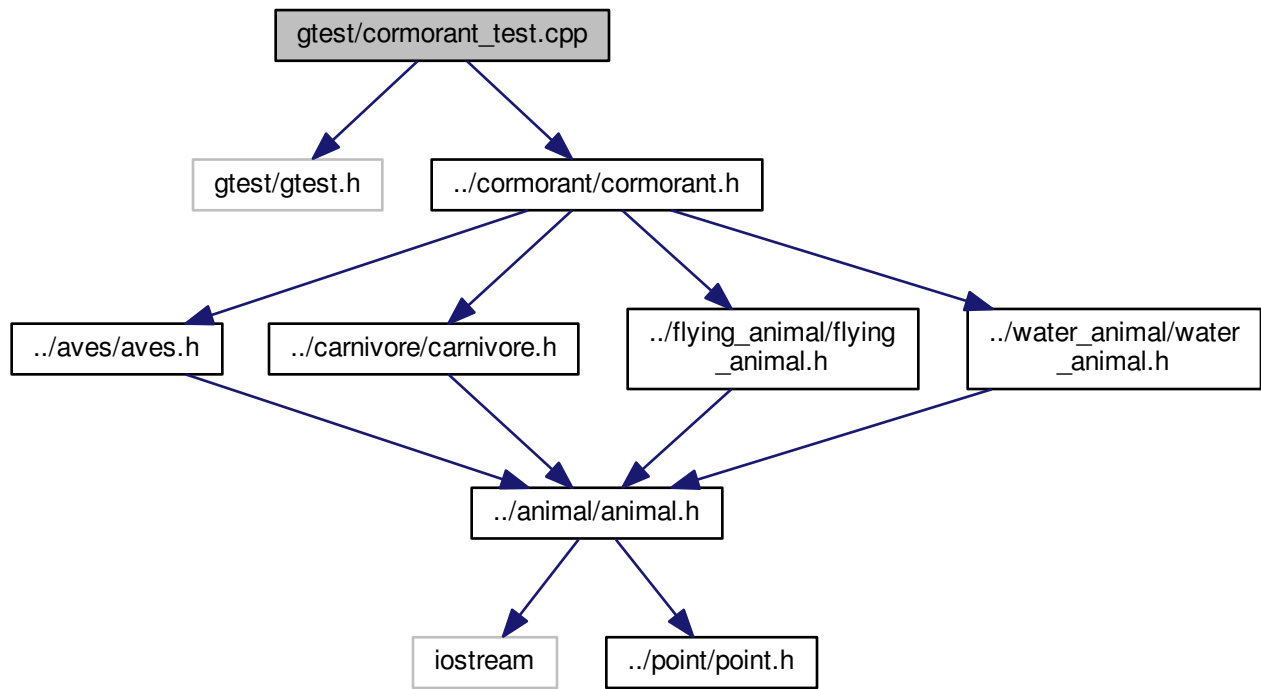 gtest/cormorant_test.cpp
gtest/gtest.h
../cormorant/cormorant.h
../aves/aves.h
../carnivore/carnivore.h
../flying_animal/flying
_animal.h
../water_animal/water
_animal.h
../animal/animal.h
iostream
../point/point.h